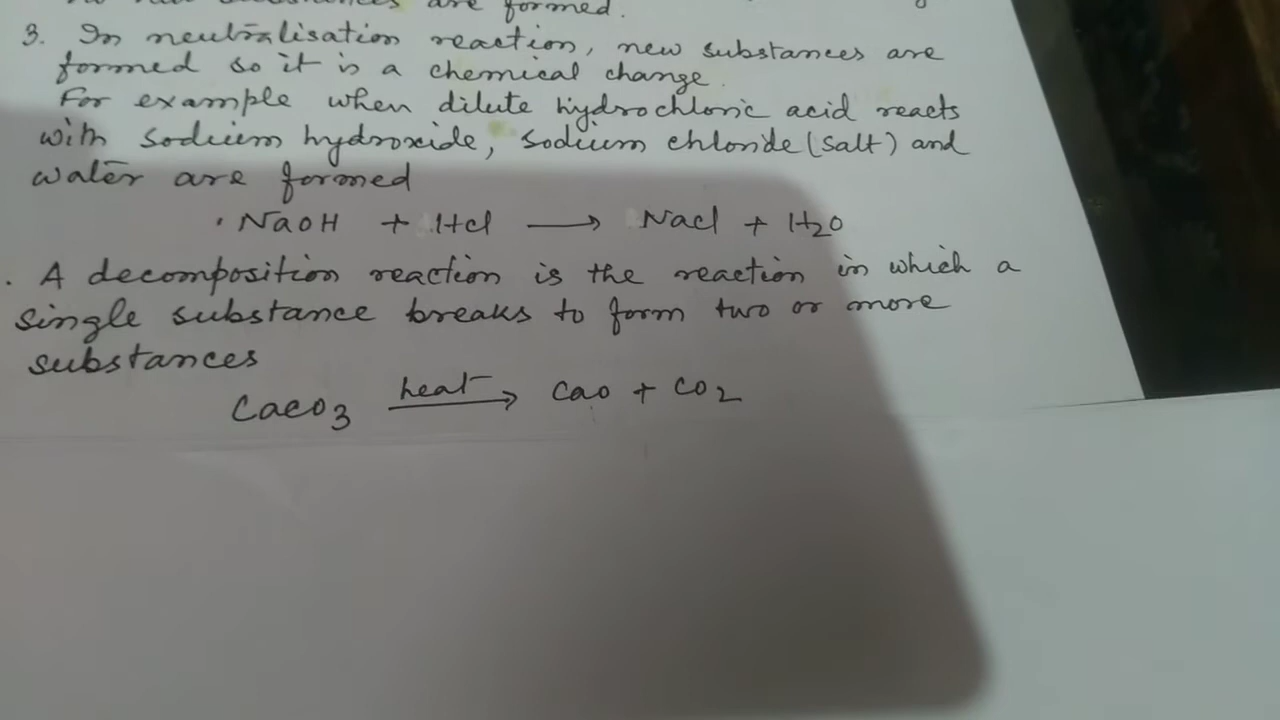 are formed.
3. In neutralisation reaction, new substances are
formed so it is a chemical change.
For example when dilute hydrochloric acid reacts
with sodium hydroxide, sodium chloride (salt) and
water are formed
NaOH + HCl → NaCl + H2O
. A decomposition reaction is the reaction in which a
single substance breaks to form two or more
substances
CaCO3 heat→ CaO + CO2